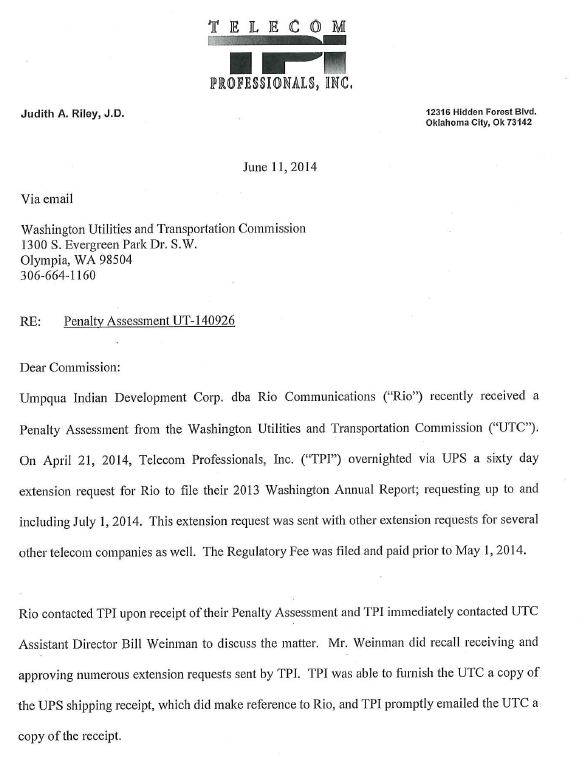 TELECOM
TPI
PROFESSIONALS, INC.
Judith A. Riley, J.D.
12316 Hidden Forest Blvd.
Oklahoma City, Ok 73142
June 11, 2014
Via email
Washington Utilities and Transportation Commission
1300 S. Evergreen Park Dr. S.W.
Olympia, WA 98504
306-664-1160
RE: Penalty Assessment UT-140926
Dear Commission:
Umpqua Indian Development Corp. dba Rio Communications (“Rio”) recently received a
Penalty Assessment from the Washington Utilities and Transportation Commission (“UTC”).
On April 21, 2014, Telecom Professionals, Inc. (“TPI”) overnighted via UPS a sixty day
extension request for Rio to file their 2013 Washington Annual Report; requesting up to and
including July 1, 2014. This extension request was sent with other extension requests for several
other telecom companies as well. The Regulatory Fee was filed and paid prior to May 1, 2014.
Rio contacted TPI upon receipt of their Penalty Assessment and TPI immediately contacted UTC
Assistant Director Bill Weinman to discuss the matter. Mr. Weinman did recall receiving and
approving numerous extension requests sent by TPI. TPI was able to furnish the UTC a copy of
the UPS shipping receipt, which did make reference to Rio, and TPI promptly emailed the UTC a
copy of the receipt.